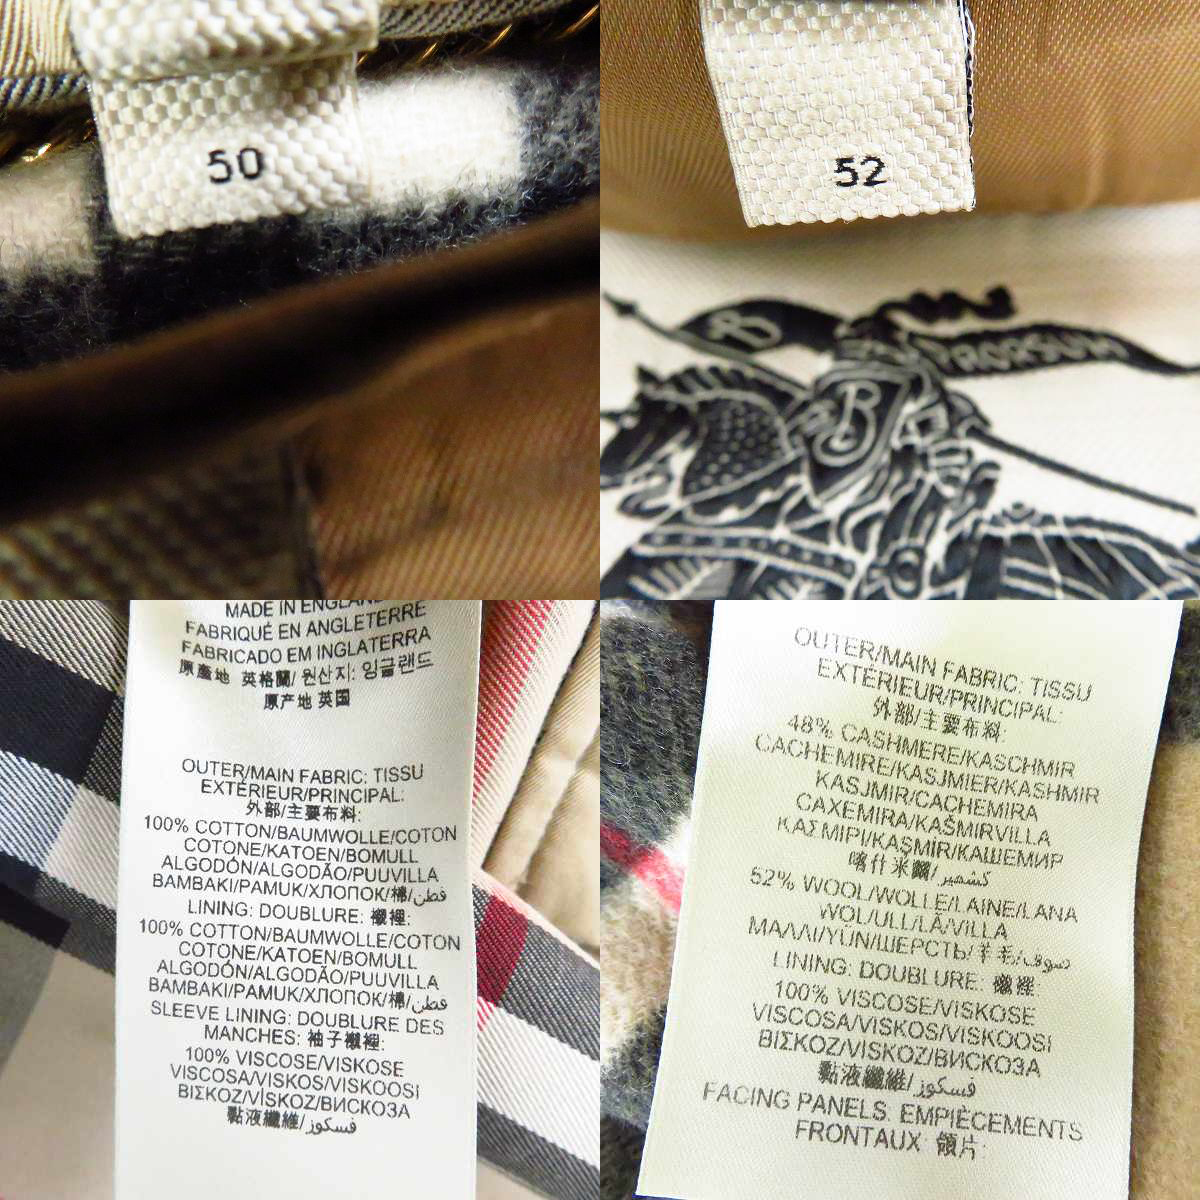 50
52
B
PRORSUM
B
MADE IN ENGLAND
FABRIQUÉ EN ANGLETERRE
FABRICADO EM INGLATERRA
原產地 英格蘭/ 원산지: 잉글랜드
原产地 英国
OUTER/MAIN FABRIC: TISSU
EXTÉRIEUR/PRINCIPAL:
外部/主要布料:
100% COTTON/BAUMWOLLE/COTON
COTONE/KATOEN/BOMULL
ALGODÓN/ALGODÃO/PUUVILLA
BAMBAKI/PAMUK/ХЛОПОК/棉/قطن
LINING: DOUBLURE: 襯裡:
100% COTTON/BAUMWOLLE/COTON
COTONE/KATOEN/BOMULL
ALGODÓN/ALGODÃO/PUUVILLA
BAMBAKI/PAMUK/ХЛОПОК/棉/قطن
SLEEVE LINING: DOUBLURE DES
MANCHES: 袖子襯裡:
100% VISCOSE/VISKOSE
VISCOSA/VISKOS/VISKOOSI
ΒΙΣΚΟΖ/VİSKOZ/ВИСКОЗА
黏液纖維/فسكوز
OUTER/MAIN FABRIC: TISSU
EXTÉRIEUR/PRINCIPAL:
外部/主要布料:
48% CASHMERE/KASCHMIR
CACHEMIRE/KASJMIER/KASHMIR
KASJMIR/CACHEMIRA
CAXEMIRA/KAŠMIRVILLA
ΚΑΣΜΙΡΙ/KAŞMİR/КАШЕМИР
喀什米爾/كشمير
52% WOOL/WOLLE/LAINE/LANA
WOL/ULL/LÃ/VILLA
ΜΑΛΛΙ/YÜN/ШЕРСТЬ/羊毛/صوف
LINING: DOUBLURE: 襯裡:
100% VISCOSE/VISKOSE
VISCOSA/VISKOS/VISKOOSI
ΒΙΣΚΟΖ/VİSKOZ/ВИСКОЗА
黏液纖維/فسكوز
FACING PANELS. EMPIÈCEMENTS
FRONTAUX: 領片: